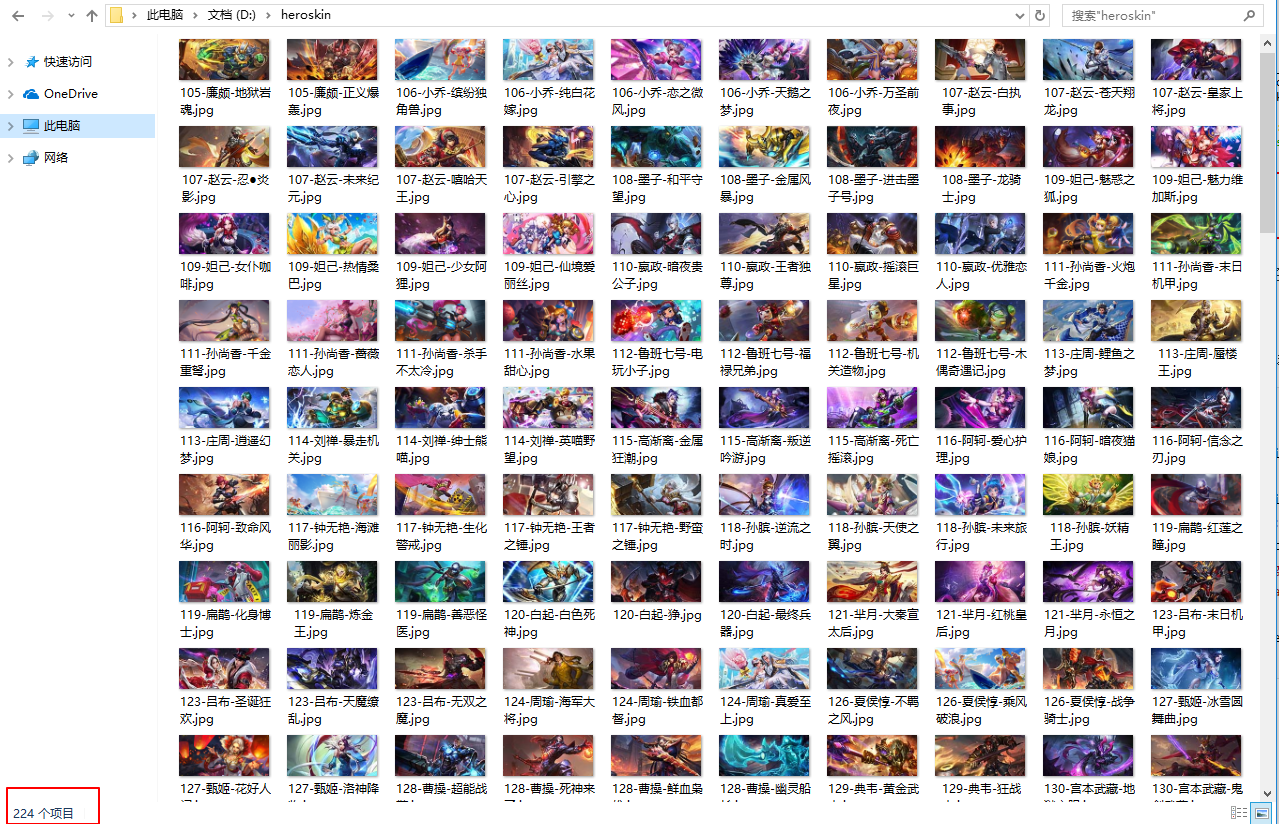 此电脑 文档 (D:) heroskin 搜索"heroskin"
快速访问
OneDrive
此电脑
网络
105-廉颇-地狱岩 105-廉颇-正义爆 106-小乔-缤纷独 106-小乔-纯白花 106-小乔-恋之微 106-小乔-天鹅之 106-小乔-万圣前 107-赵云-白执 107-赵云-苍天翔 107-赵云-皇家上
魂.jpg 轰.jpg 角兽.jpg 嫁.jpg 风.jpg 梦.jpg 夜.jpg 事.jpg 龙.jpg 将.jpg
107-赵云-忍●炎 107-赵云-未来纪 107-赵云-嘻哈天 107-赵云-引擎之 108-墨子-和平守 108-墨子-金属风 108-墨子-进击墨 108-墨子-龙骑 109-妲己-魅惑之 109-妲己-魅力维
影.jpg 元.jpg 王.jpg 心.jpg 望.jpg 暴.jpg 子号.jpg 士.jpg 狐.jpg 加斯.jpg
109-妲己-女仆咖 109-妲己-热情桑 109-妲己-少女阿 109-妲己-仙境爱 110-嬴政-暗夜贵 110-嬴政-王者独 110-嬴政-摇滚巨 110-嬴政-优雅恋 111-孙尚香-火炮 111-孙尚香-末日
啡.jpg 巴.jpg 狸.jpg 丽丝.jpg 公子.jpg 尊.jpg 星.jpg 人.jpg 千金.jpg 机甲.jpg
111-孙尚香-千金 111-孙尚香-蔷薇 111-孙尚香-杀手 111-孙尚香-水果 112-鲁班七号-电 112-鲁班七号-福 112-鲁班七号-机 112-鲁班七号-木 113-庄周-鲤鱼之 113-庄周-蜃楼
重弩.jpg 恋人.jpg 不太冷.jpg 甜心.jpg 玩小子.jpg 禄兄弟.jpg 关造物.jpg 偶奇遇记.jpg 梦.jpg 王.jpg
113-庄周-逍遥幻 114-刘禅-暴走机 114-刘禅-绅士熊 114-刘禅-英喵野 115-高渐离-金属 115-高渐离-叛逆 115-高渐离-死亡 116-阿轲-爱心护 116-阿轲-暗夜猫 116-阿轲-信念之
梦.jpg 关.jpg 喵.jpg 望.jpg 狂潮.jpg 吟游.jpg 摇滚.jpg 理.jpg 娘.jpg 刃.jpg
116-阿轲-致命风 117-钟无艳-海滩 117-钟无艳-生化 117-钟无艳-王者 117-钟无艳-野蛮 118-孙膑-逆流之 118-孙膑-天使之 118-孙膑-未来旅 118-孙膑-妖精 119-扁鹊-红莲之
华.jpg 丽影.jpg 警戒.jpg 之锤.jpg 之锤.jpg 时.jpg 翼.jpg 行.jpg 王.jpg 瞳.jpg
119-扁鹊-化身博 119-扁鹊-炼金 119-扁鹊-善恶怪 120-白起-白色死 120-白起-狰.jpg 120-白起-最终兵 121-芈月-大秦宣 121-芈月-红桃皇 121-芈月-永恒之 123-吕布-末日机
士.jpg 王.jpg 医.jpg 神.jpg 器.jpg 太后.jpg 后.jpg 月.jpg 甲.jpg
123-吕布-圣诞狂 123-吕布-天魔缭 123-吕布-无双之 124-周瑜-海军大 124-周瑜-铁血都 124-周瑜-真爱至 126-夏侯惇-不羁 126-夏侯惇-乘风 126-夏侯惇-战争 127-甄姬-冰雪圆
欢.jpg 乱.jpg 魔.jpg 将.jpg 督.jpg 上.jpg 之风.jpg 破浪.jpg 骑士.jpg 舞曲.jpg
127-甄姬-花好人 127-甄姬-洛神降 128-曹操-超能战 128-曹操-死神来 128-曹操-鲜血枭 128-曹操-幽灵船 129-典韦-黄金武 129-典韦-狂战 130-宫本武藏-地 130-宫本武藏-鬼
224 个项目